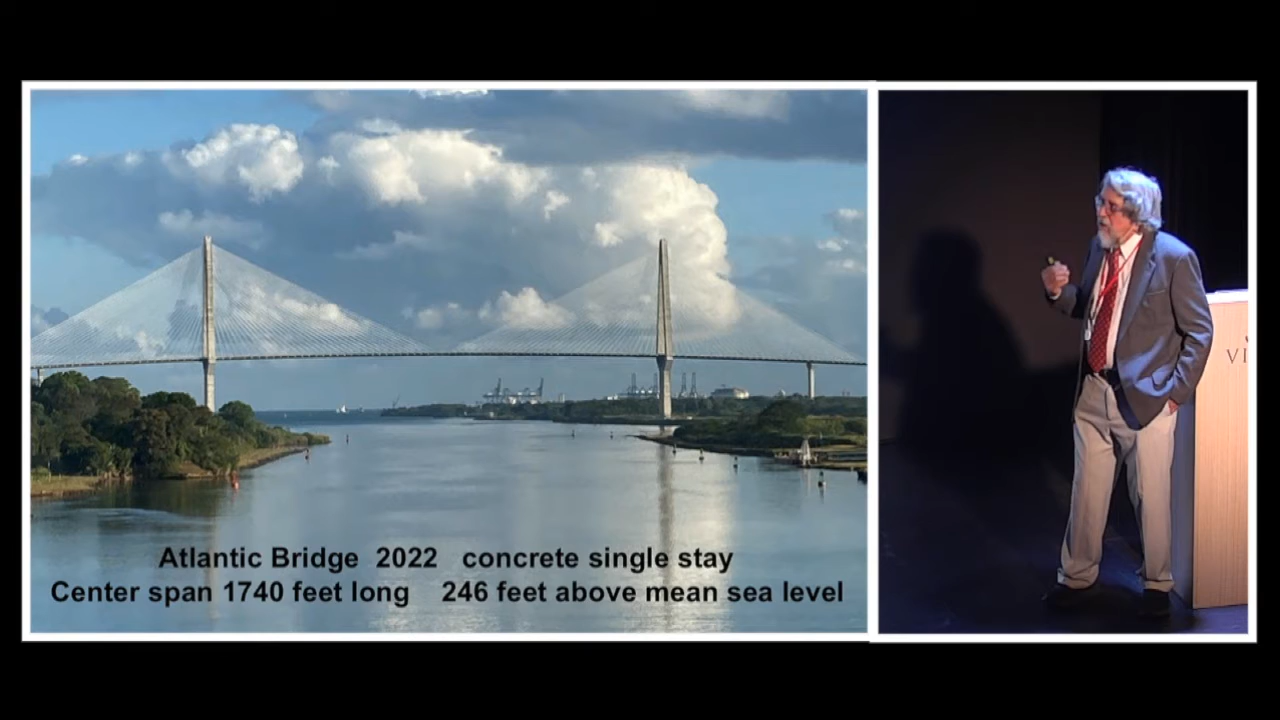 Atlantic Bridge 2022 concrete single stay
Center span 1740 feet long 246 feet above mean sea level